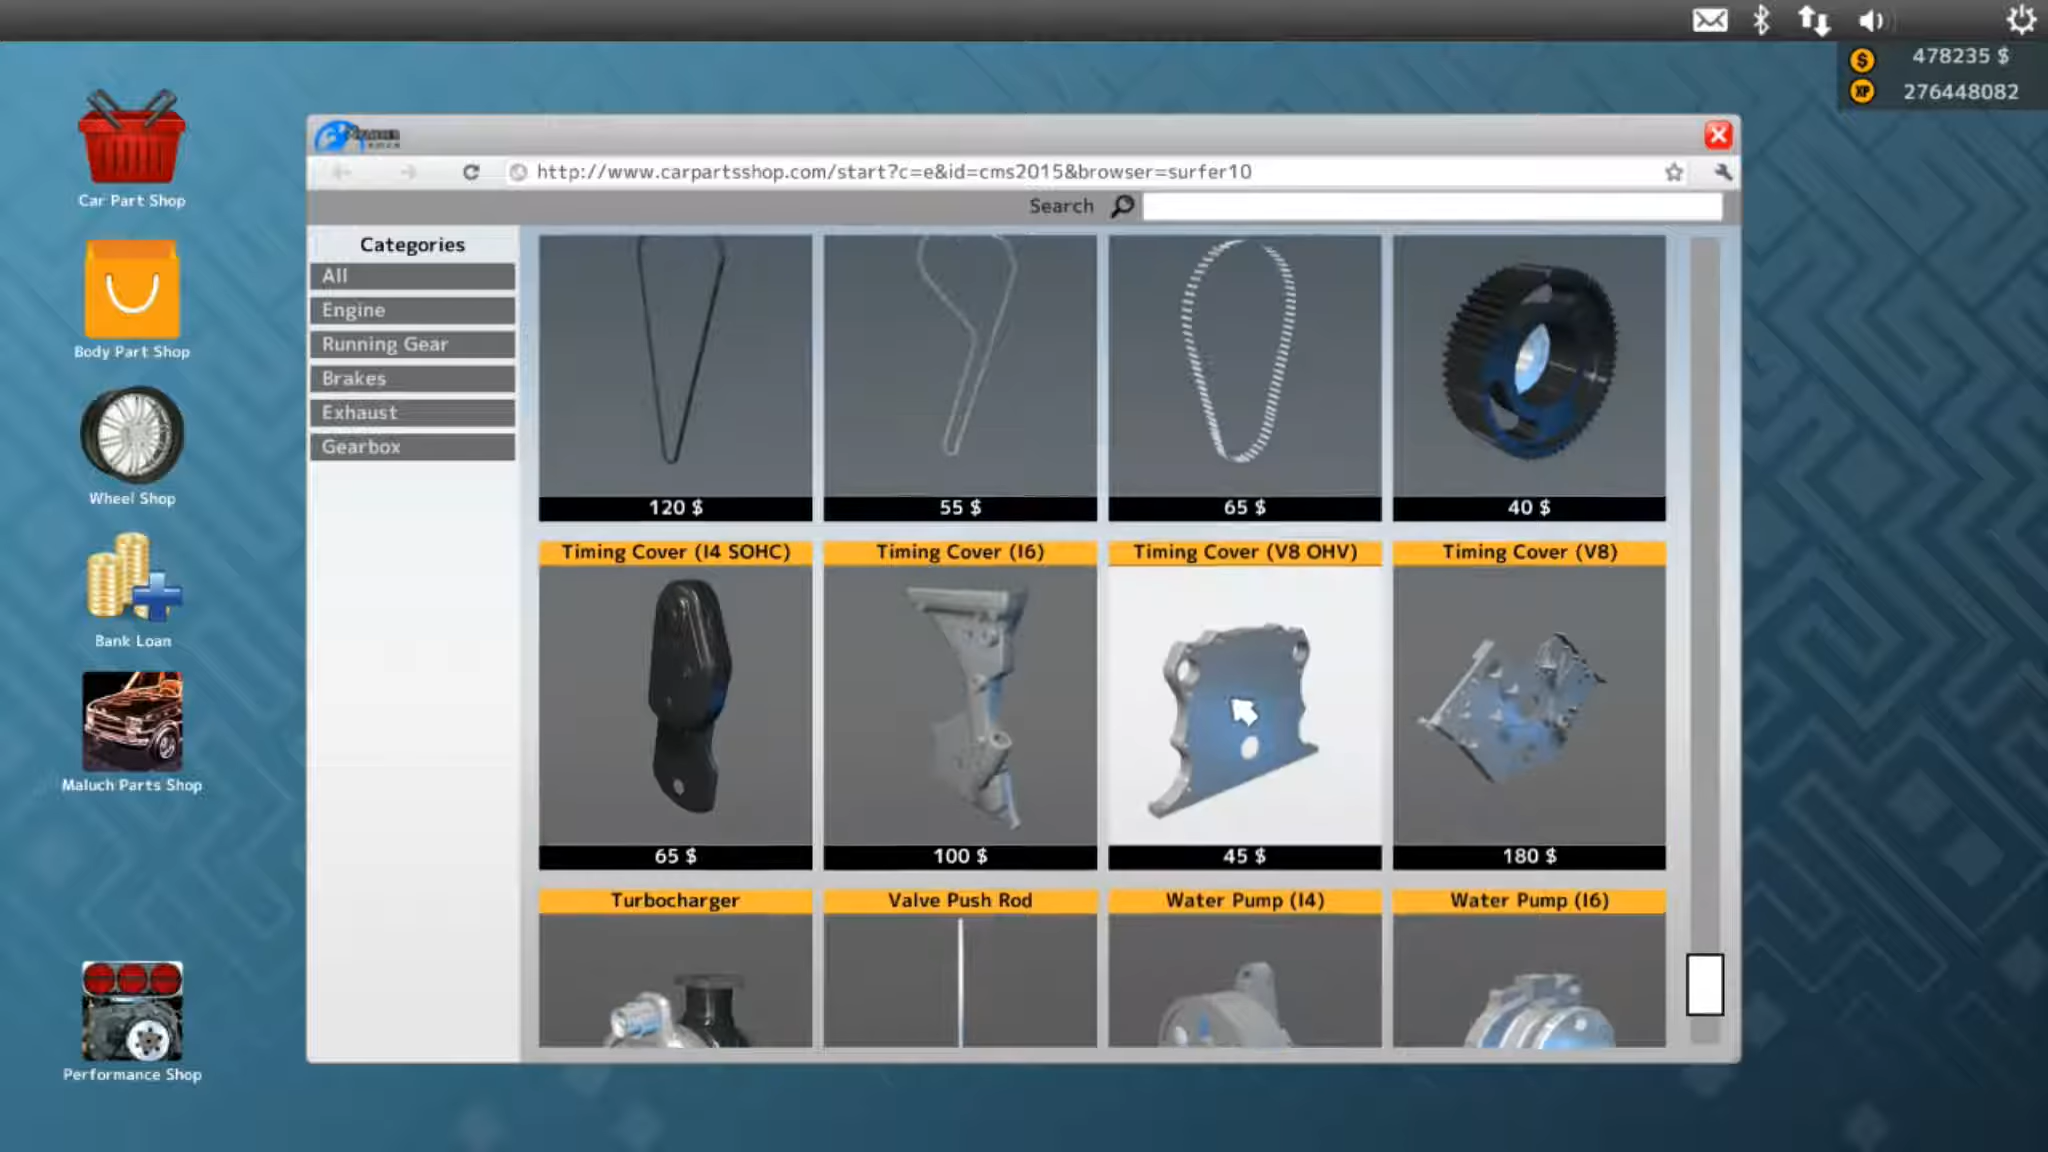 478235 $
XP 276448082
http://www.carpartsshop.com/start?c=e&id=cms2015&browser=surfer10
Search
Categories
All
Engine
Running Gear
Brakes
Exhaust
Gearbox
Car Part Shop
Body Part Shop
Wheel Shop
Bank Loan
Maluch Parts Shop
Performance Shop
120 $
55 $
65 $
40 $
Timing Cover (I4 SOHC)
Timing Cover (I6)
Timing Cover (V8 OHV)
Timing Cover (V8)
65 $
100 $
45 $
180 $
Turbocharger
Valve Push Rod
Water Pump (I4)
Water Pump (I6)